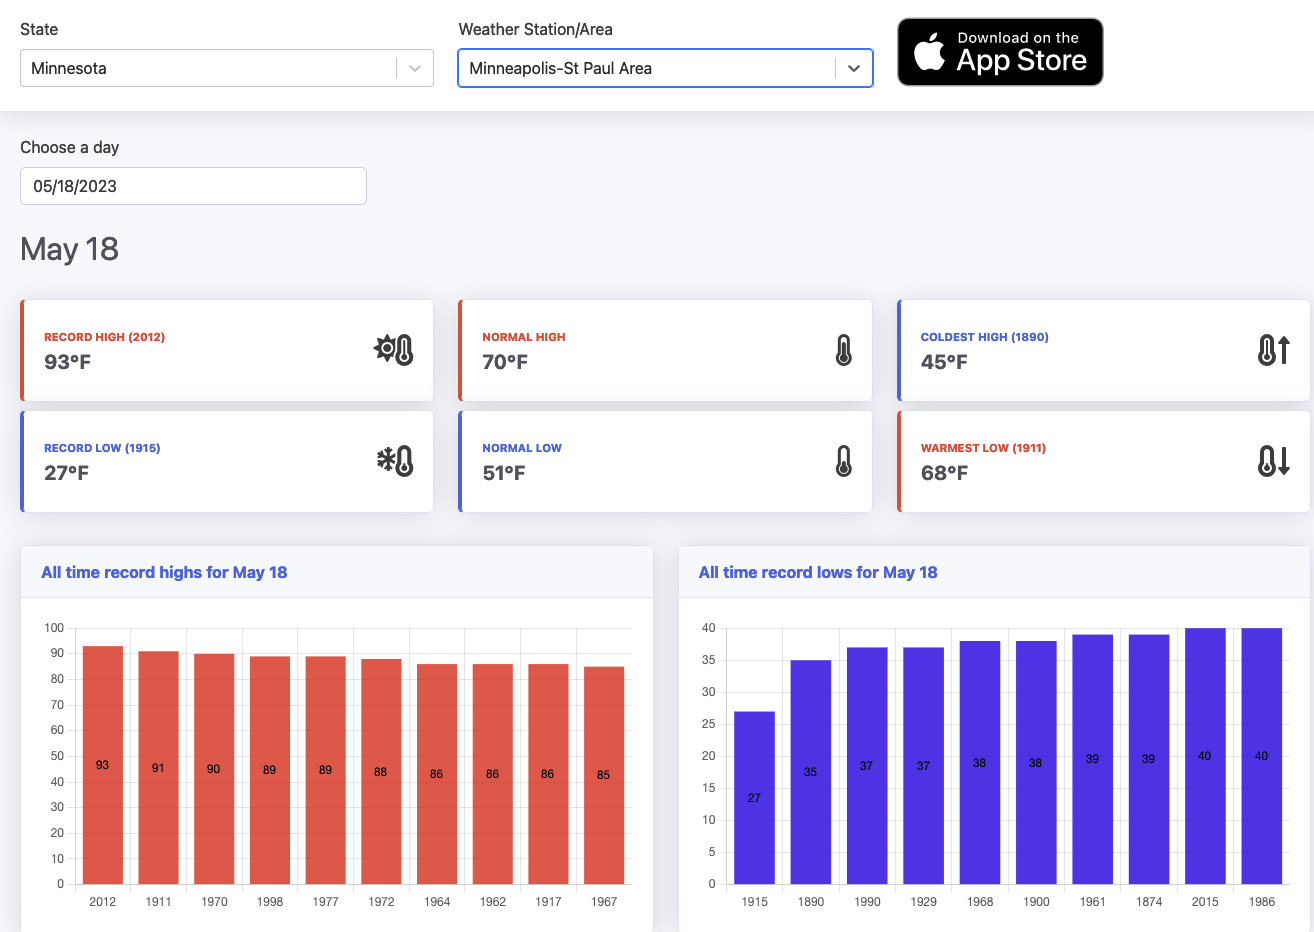 State
Weather Station/Area
Download on the
App Store
Minnesota
Minneapolis-St Paul Area
Choose a day
05/18/2023
May 18
RECORD HIGH (2012)
93°F
NORMAL HIGH
70°F
COLDEST HIGH (1890)
45°F
RECORD LOW (1915)
27°F
NORMAL LOW
51°F
WARMEST LOW (1911)
68°F
All time record highs for May 18
100
90
80
70
60
50
40
30
20
10
0
93
91
90
89
89
88
86
86
86
85
2012 1911 1970 1998 1977 1972 1964 1962 1917 1967
All time record lows for May 18
40
35
30
25
20
15
10
5
0
27
35
37
37
38
38
39
39
40
40
1915 1890 1990 1929 1968 1900 1961 1874 2015 1986